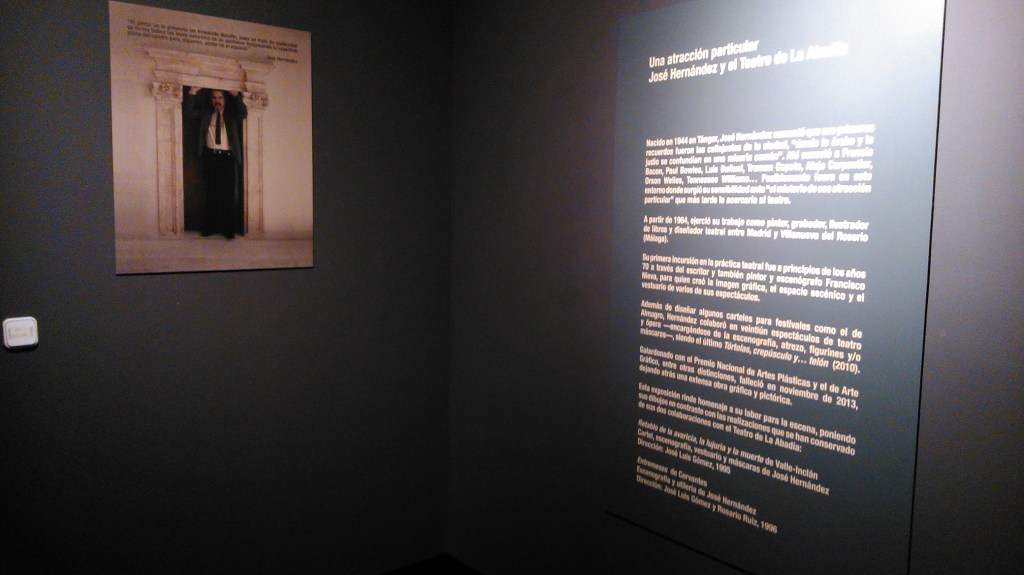 Una atracción particular
José Hernández y el Teatro de La Abadía
Nacido en 1944 en Tánger, José Hernández comentó que sus primeros
recuerdos fueron las callejuelas de la ciudad, "donde lo árabe y lo
judío se confundían en una misma". Allí conoció a Francis
Bacon, Paul Bowles, Luis Buñuel, Truman Capote, Alejo Carpentier,
Orson Welles, Tennessee Williams... Posiblemente fuera en este
entorno donde surgió su sensibilidad ante "el misterio de una atracción
particular" que más tarde le acercaría al teatro.
A partir de 1964, ejerció su trabajo como pintor, grabador, ilustrador
de libros y diseñador teatral entre Madrid y Villanueva del Rosario
(Málaga).
Su primera incursión en la práctica teatral fue a principios de los años
70 a través del escritor y también pintor y escenógrafo Francisco
Nieva, para quien creó la imagen gráfica, el espacio escénico y el
vestuario de varios de sus espectáculos.
Además de diseñar algunos carteles para festivales como el de
Almagro, Hernández colaboró en veintiún espectáculos de teatro
y ópera —encargándose de la escenografía, atrezo, figurines y/o
máscaras—, siendo el último Tórtolas, crepúsculo y... telón (2010).
Galardonado con el Premio Nacional de Artes Plásticas y el de Arte
Gráfico, entre otras distinciones, falleció en noviembre de 2013,
dejando atrás una extensa obra gráfica y pictórica.
Esta exposición rinde homenaje a su labor para la escena, poniendo
sus dibujos en contraste con las realizaciones que se han conservado
de sus dos colaboraciones con el Teatro de La Abadía:
Retablo de la avaricia, la lujuria y la muerte de Valle-Inclán
Cartel, escenografía, vestuario y máscaras de José Hernández
Dirección: José Luis Gómez, 1995
Entremeses de Cervantes
Escenografía y utilería de José Hernández
Dirección: José Luis Gómez y Rosario Ruiz, 1996